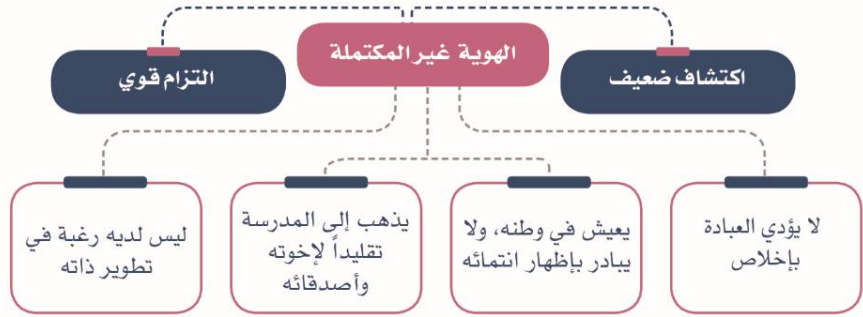 الهوية غير المكتملة
اكتشاف ضعيف
التزام قوي
لا يؤدي العبادة
بإخلاص
يعيش في وطنه، ولا
يبادر بإظهار انتمائه
يذهب إلى المدرسة
تقليداً لإخوته
وأصدقائه
ليس لديه رغبة في
تطوير ذاته